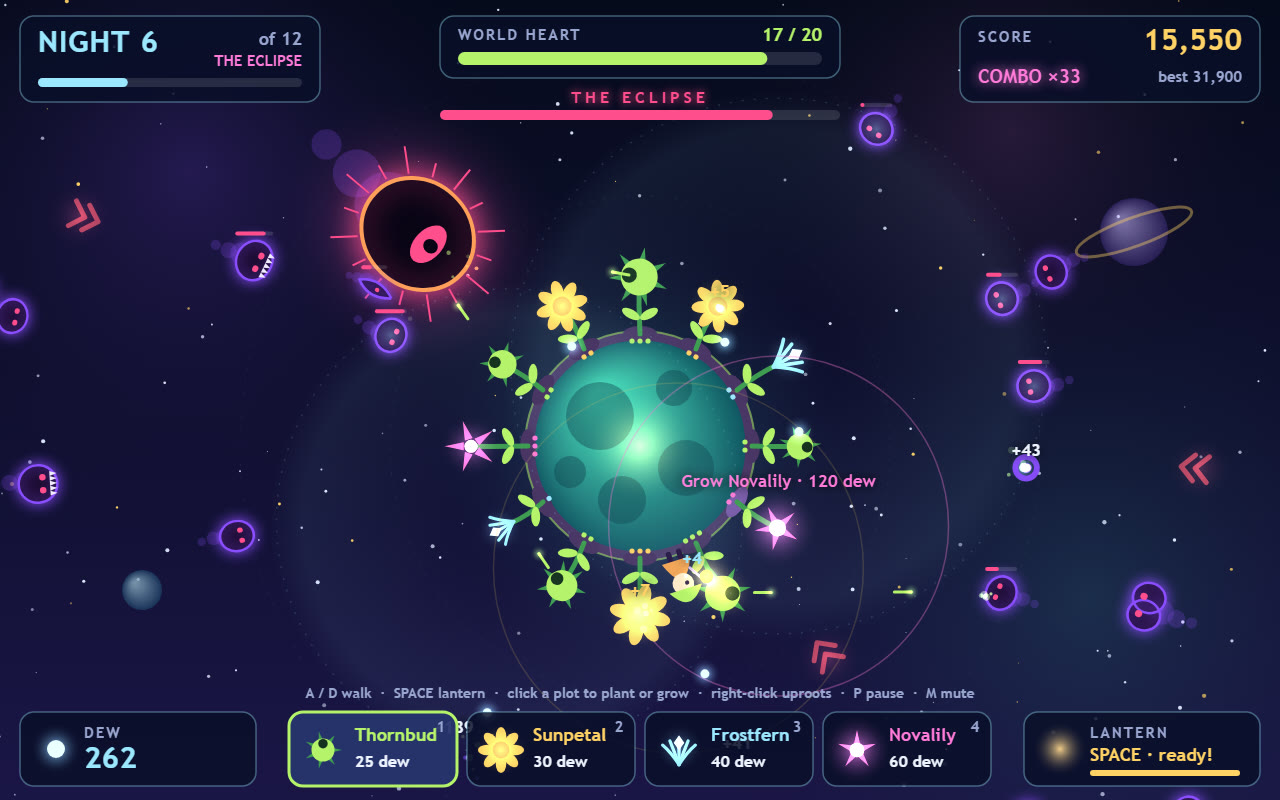 NIGHT 6
of 12
THE ECLIPSE
WORLD HEART
17 / 20
SCORE
15,550
COMBO ×33
best 31,900
THE ECLIPSE
+43
Grow Novalily · 120 dew
+4
A / D walk · SPACE lantern · click a plot to plant or grow · right-click uproots · P pause · M mute
DEW
262
Thornbud
1
25 dew
Sunpetal
2
30 dew
Frostfern
3
40 dew
Novalily
4
60 dew
LANTERN
SPACE · ready!